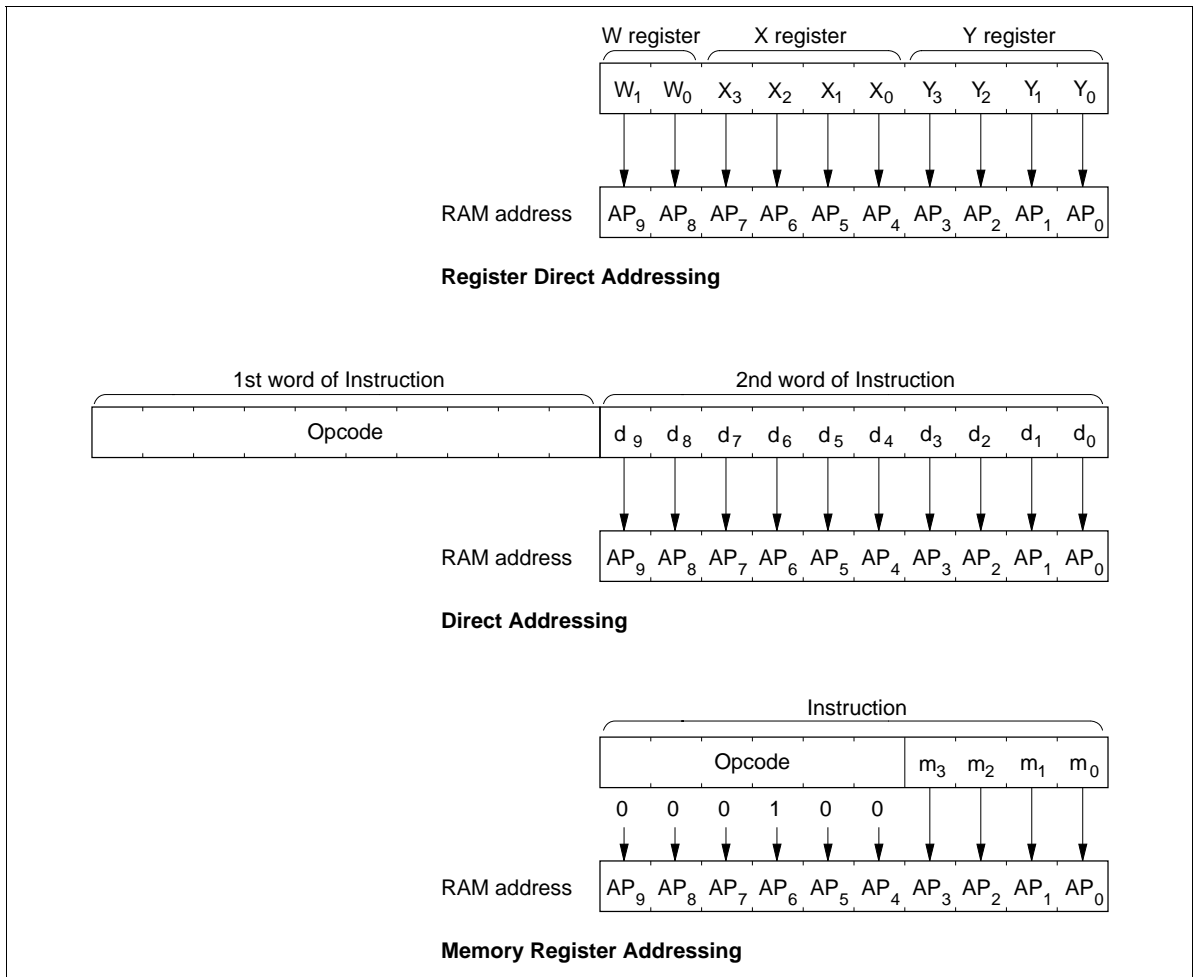 W register X register Y register
W1 W0 X3 X2 X1 X0 Y3 Y2 Y1 Y0
RAM address AP9 AP8 AP7 AP6 AP5 AP4 AP3 AP2 AP1 AP0
Register Direct Addressing
1st word of Instruction 2nd word of Instruction
Opcode d9 d8 d7 d6 d5 d4 d3 d2 d1 d0
RAM address AP9 AP8 AP7 AP6 AP5 AP4 AP3 AP2 AP1 AP0
Direct Addressing
Instruction
Opcode m3 m2 m1 m0
0 0 0 1 0 0
RAM address AP9 AP8 AP7 AP6 AP5 AP4 AP3 AP2 AP1 AP0
Memory Register Addressing